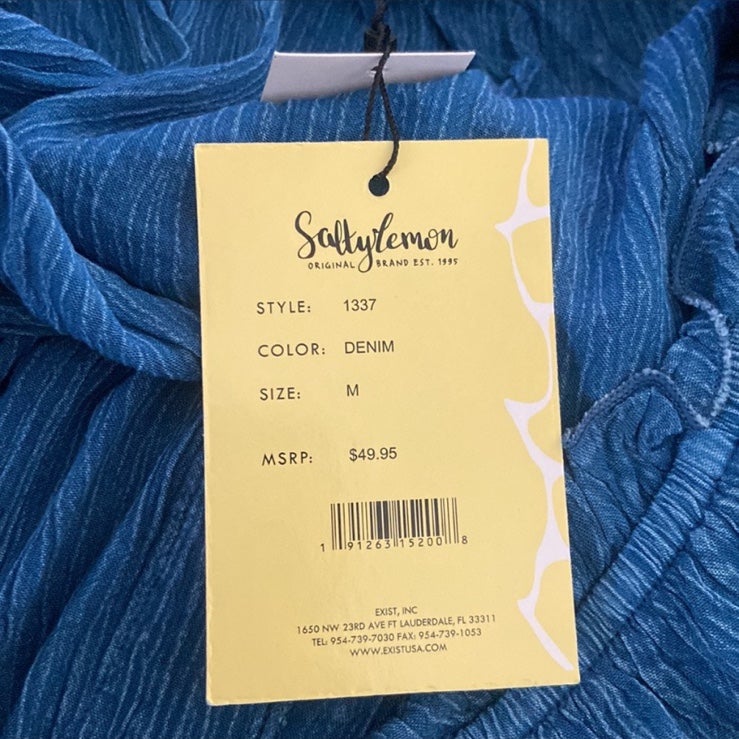 Saltylemon
ORIGINAL BRAND EST. 1995
STYLE: 1337
COLOR: DENIM
SIZE: M
MSRP: $49.95
1 91263 15200 8
EXIST, INC
1650 NW 23RD AVE FT LAUDERDALE, FL 33311
TEL: 954-739-7030 FAX: 954-739-1053
WWW.EXISTUSA.COM